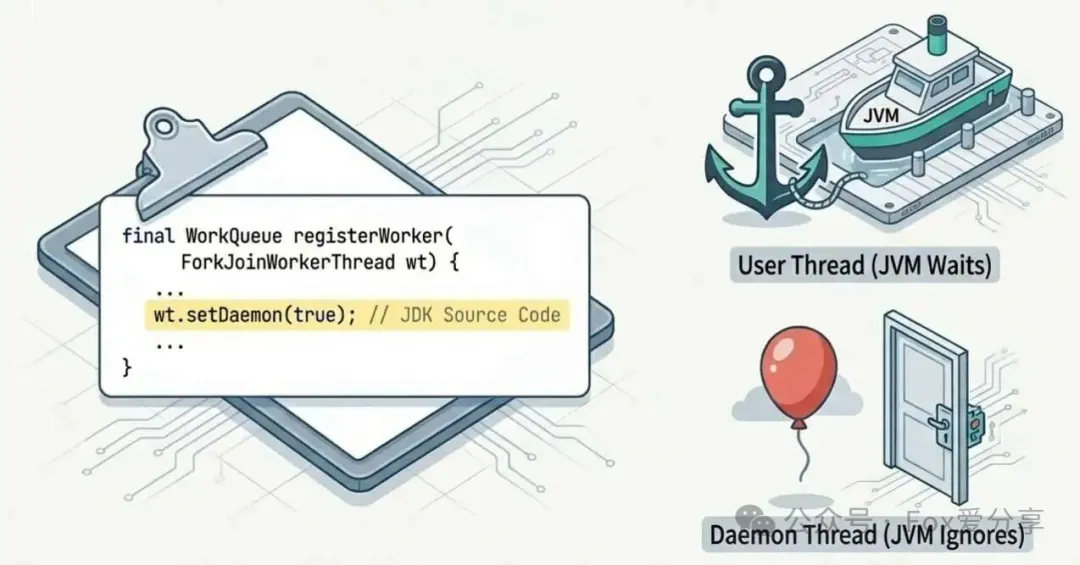 final WorkQueue registerWorker(
ForkJoinWorkerThread wt) {
...
wt.setDaemon(true); // JDK Source Code
...
}
JVM
User Thread (JVM Waits)
公众号 · Fox爱分享
Daemon Thread (JVM Ignores)